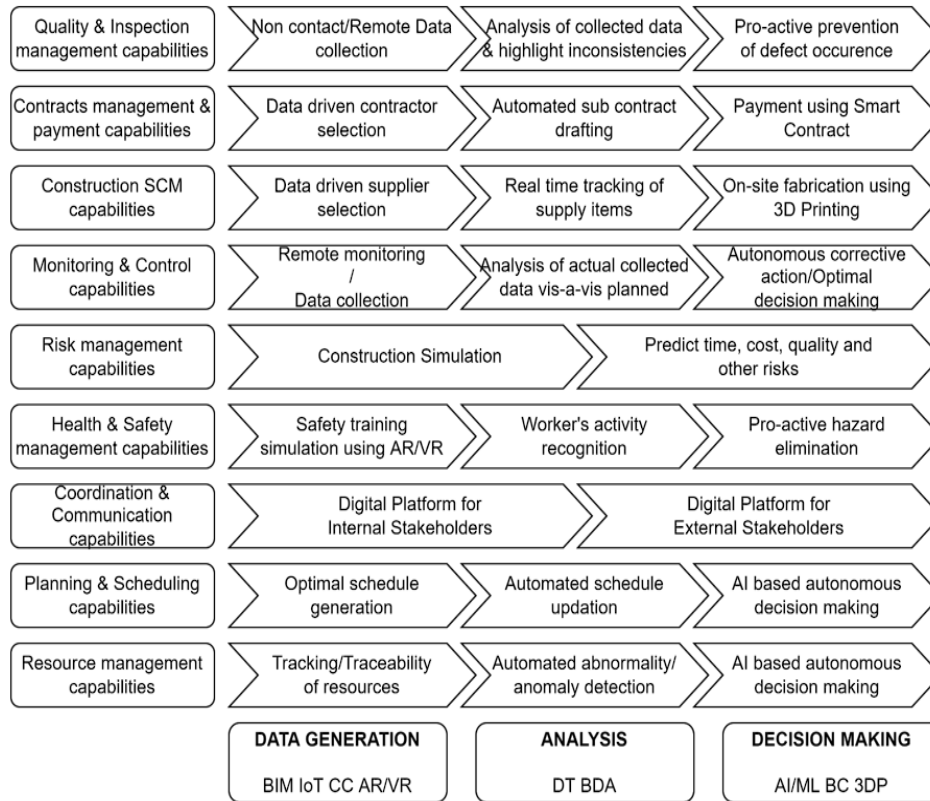 Quality & Inspection
management capabilities
Non contact/Remote Data
collection
Analysis of collected data
& highlight inconsistencies
Pro-active prevention
of defect occurence
Contracts management &
payment capabilities
Data driven contractor
selection
Automated sub contract
drafting
Payment using Smart
Contract
Construction SCM
capabilities
Data driven supplier
selection
Real time tracking of
supply items
On-site fabrication using
3D Printing
Monitoring & Control
capabilities
Remote monitoring
/
Data collection
Analysis of actual collected
data vis-a-vis planned
Autonomous corrective
action/Optimal
decision making
Risk management
capabilities
Construction Simulation
Predict time, cost, quality and
other risks
Health & Safety
management capabilities
Safety training
simulation using AR/VR
Worker's activity
recognition
Pro-active hazard
elimination
Coordination &
Communication
capabilities
Digital Platform for
Internal Stakeholders
Digital Platform for
External Stakeholders
Planning & Scheduling
capabilities
Optimal schedule
generation
Automated schedule
updation
AI based autonomous
decision making
Resource management
capabilities
Tracking/Traceability
of resources
Automated abnormality/
anomaly detection
AI based autonomous
decision making
DATA GENERATION
BIM IoT CC AR/VR
ANALYSIS
DT BDA
DECISION MAKING
AI/ML BC 3DP